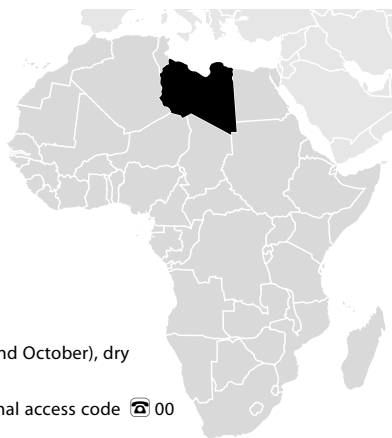 nd October), dry
nal access code ☎ 00